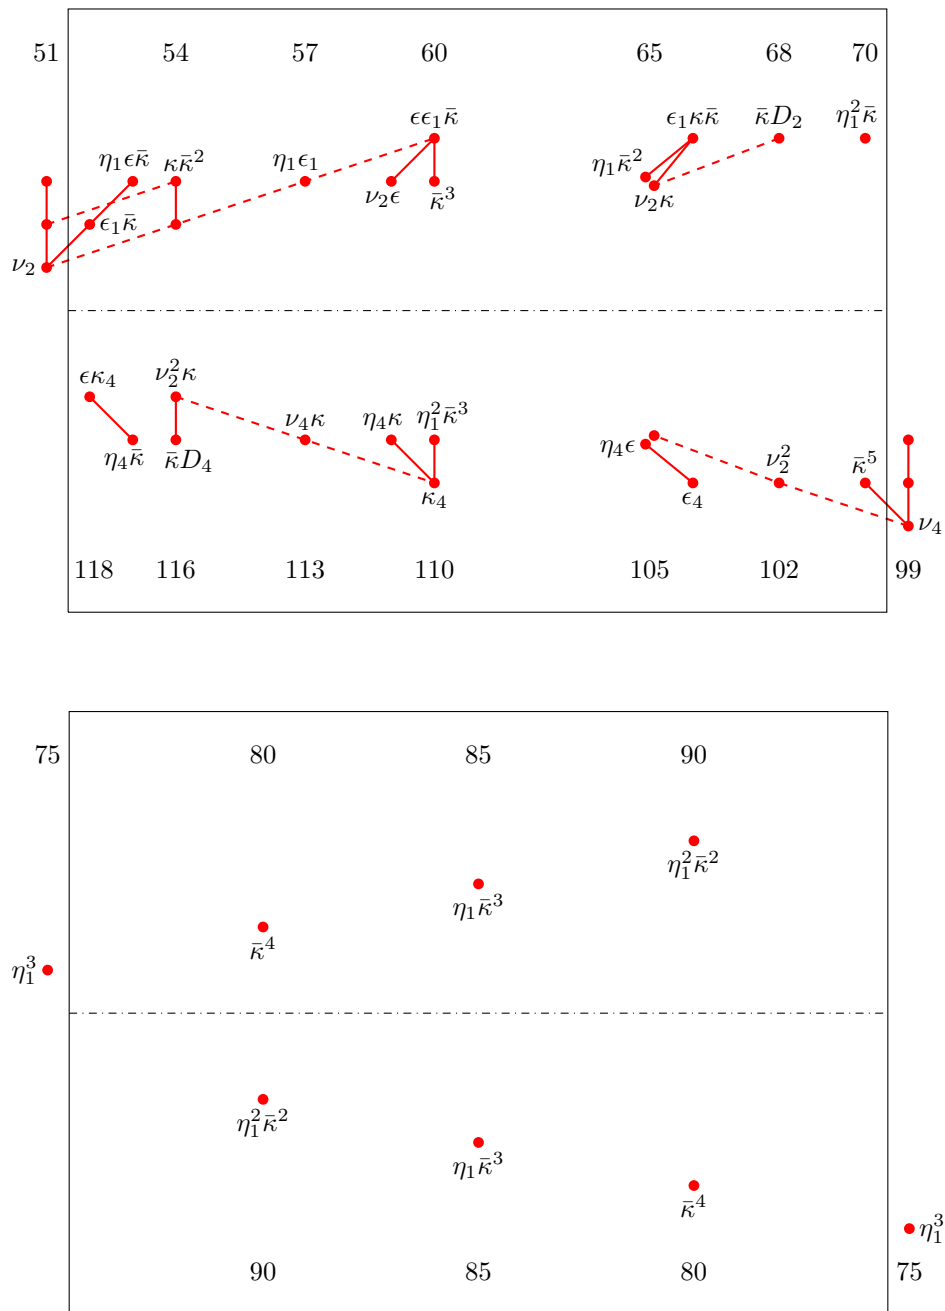 51 54 57 60 65 68 70
η₁εκ̄ κκ̄² εε₁κ̄ ε₁κκ̄ κ̄D₂ η₁²κ̄
η₁ε₁ η₁κ̄²
ν₂ε κ̄³ ν₂κ
ε₁κ̄
ν₂
εκ₄ ν₂²κ
ν₄κ η₄κ η₁²κ̄³
η₄κ̄ κ̄D₄ η₄ε ν₂² κ̄⁵
κ₄ ε₄
ν₄
118 116 113 110 105 102 99
75 80 85 90
η₁²κ̄²
η₁κ̄³
κ̄⁴
η₁³
η₁²κ̄²
η₁κ̄³
κ̄⁴
η₁³
90 85 80 75